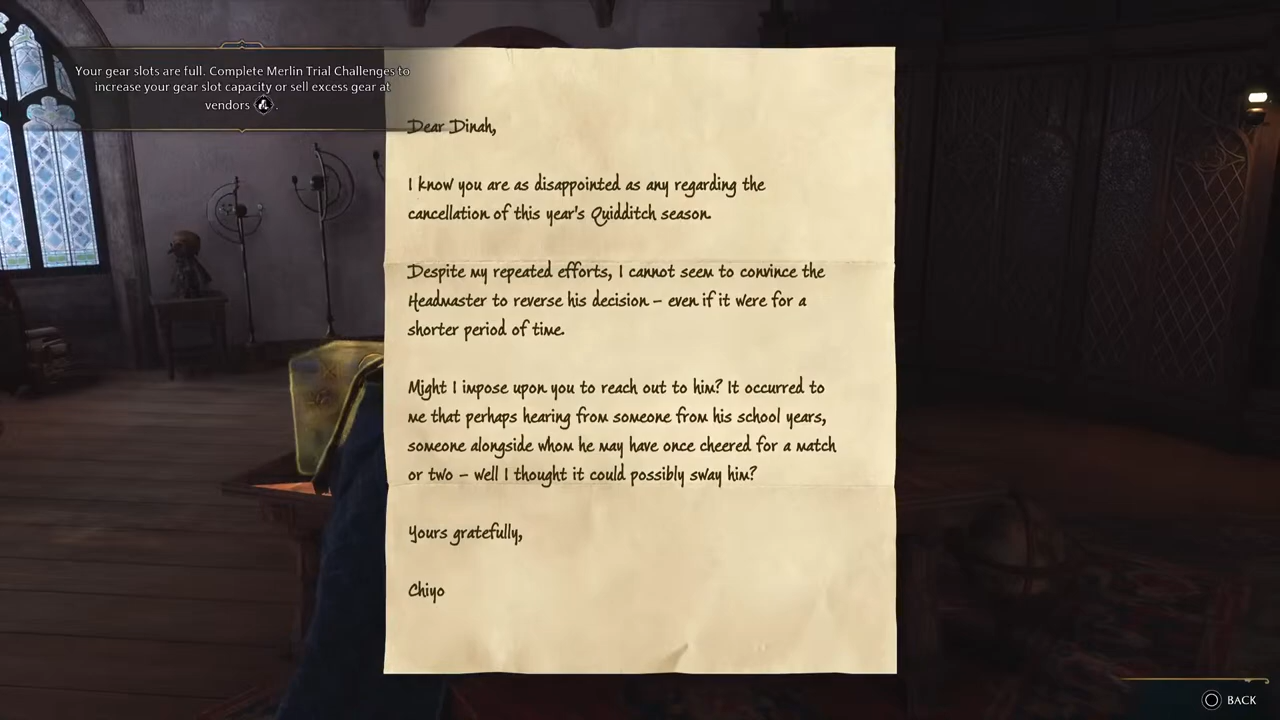 Your gear slots are full. Complete Merlin Trial Challenges to
increase your gear slot capacity or sell excess gear at
vendors .
Dear Dinah,
I know you are as disappointed as any regarding the
cancellation of this year's Quidditch season.
Despite my repeated efforts, I cannot seem to convince the
Headmaster to reverse his decision – even if it were for a
shorter period of time.
Might I impose upon you to reach out to him? It occurred to
me that perhaps hearing from someone from his school years,
someone alongside whom he may have once cheered for a match
or two – well I thought it could possibly sway him?
Yours gratefully,
Chiyo
BACK